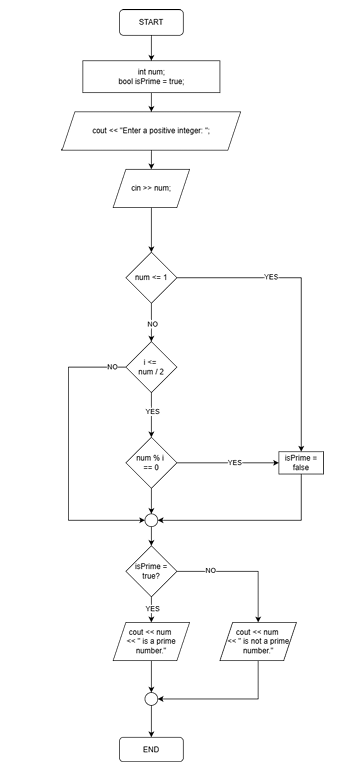 START
int num;
bool isPrime = true;
cout << "Enter a positive integer: ";
cin >> num;
num <= 1
YES
NO
i <=
num / 2
NO
YES
num % i
== 0
YES
isPrime =
false
isPrime =
true?
NO
YES
cout << num
<< " is a prime
number."
cout << num
<< " is not a prime
number."
END